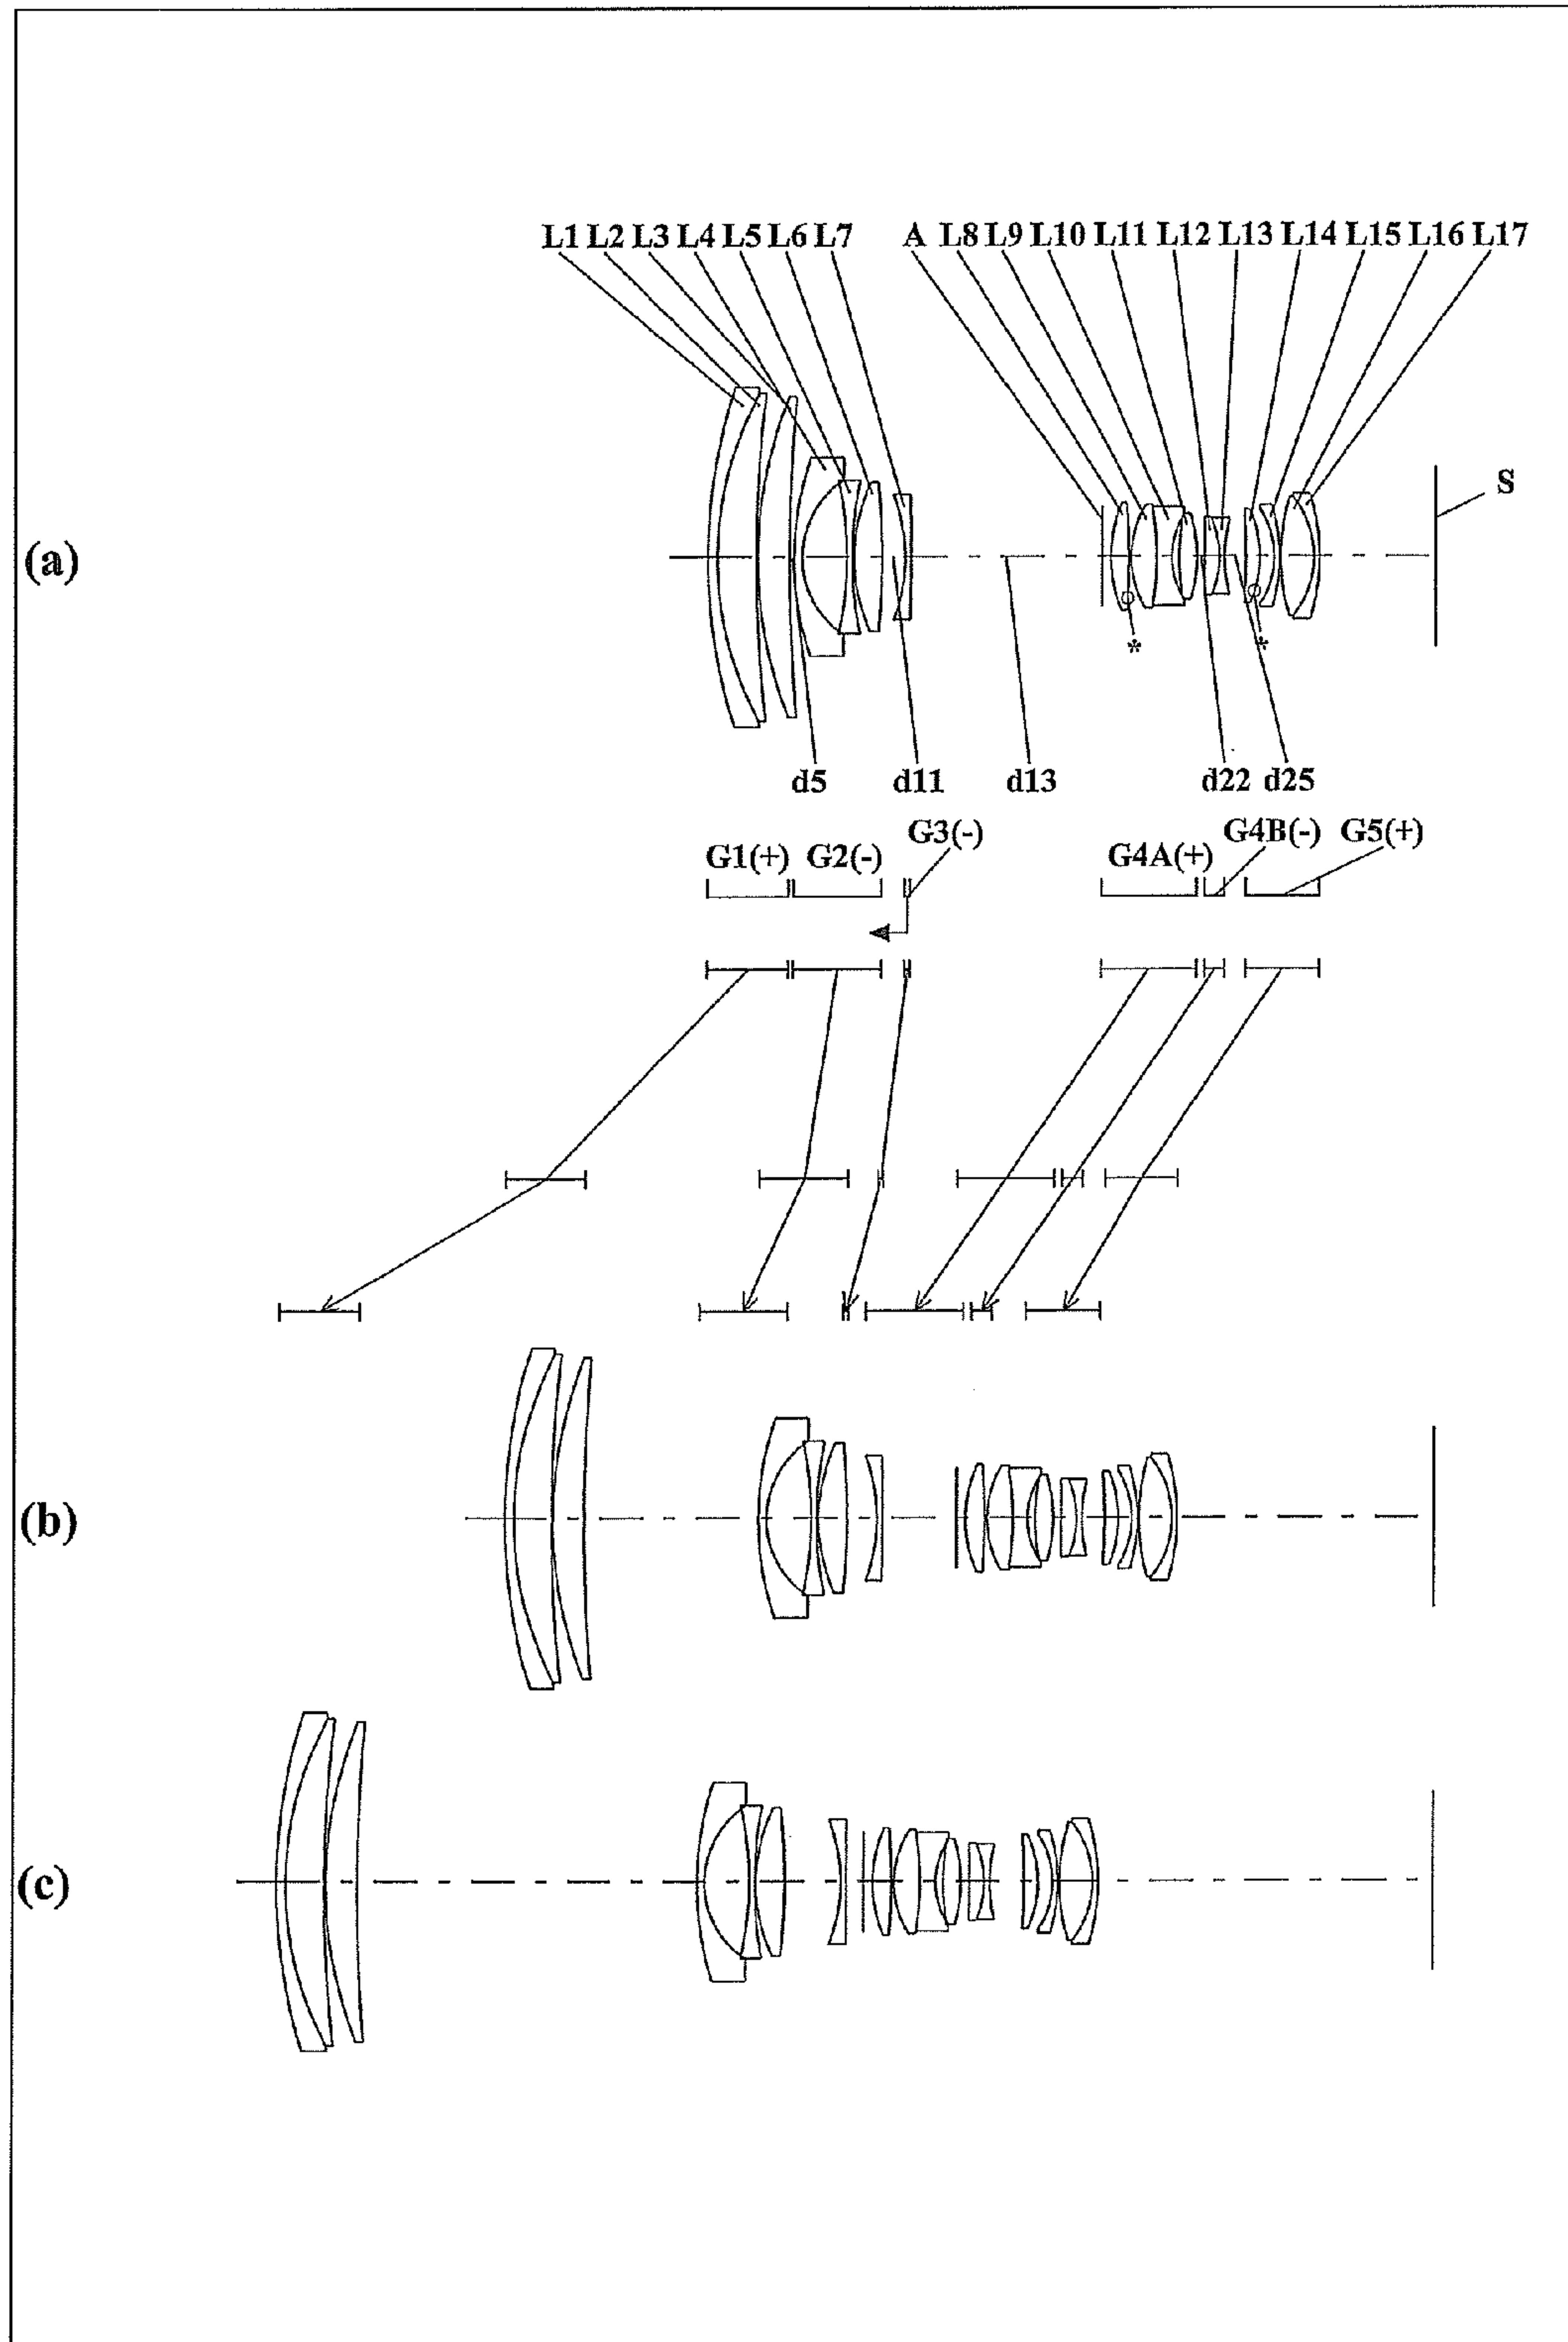 L1 L2 L3 L4 L5 L6 L7 A L8 L9 L10 L11 L12 L13 L14 L15 L16 L17
S
(a)
* *
d5 d11 d13 d22 d25
G1(+) G2(-) G3(-) G4A(+) G4B(-) G5(+)
(b)
(c)